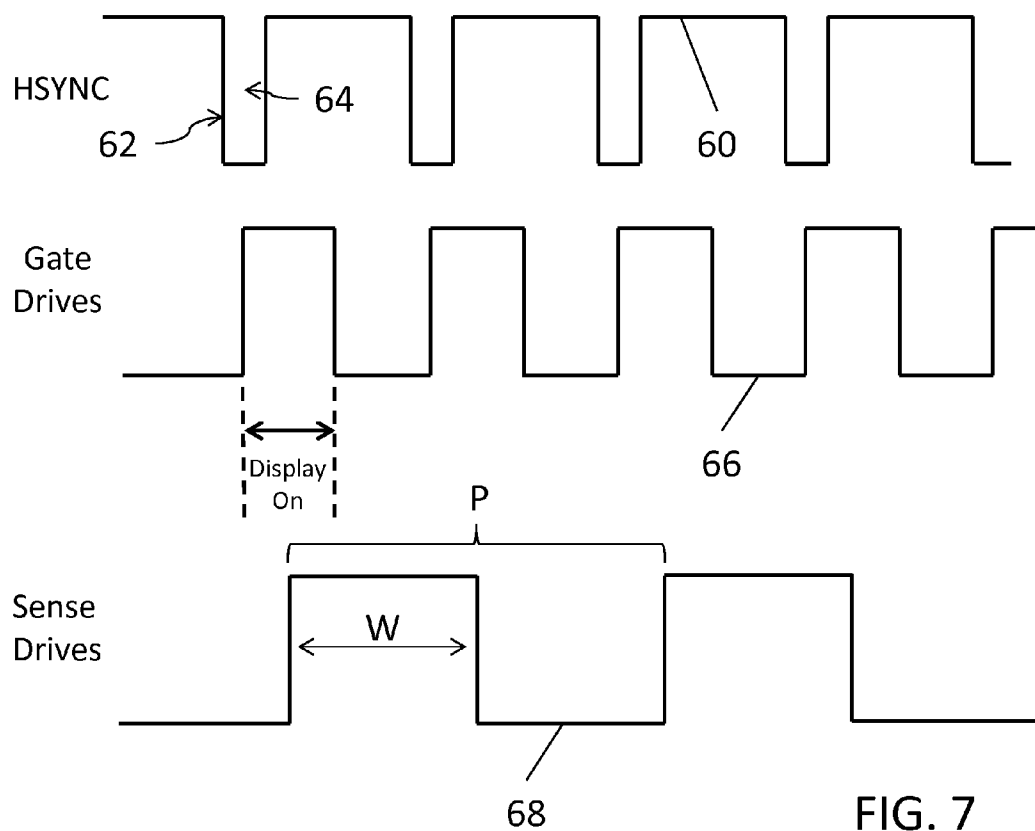 HSYNC
62
64
60
Gate
Drives
66
Display
On
P
Sense
Drives
W
68
FIG. 7